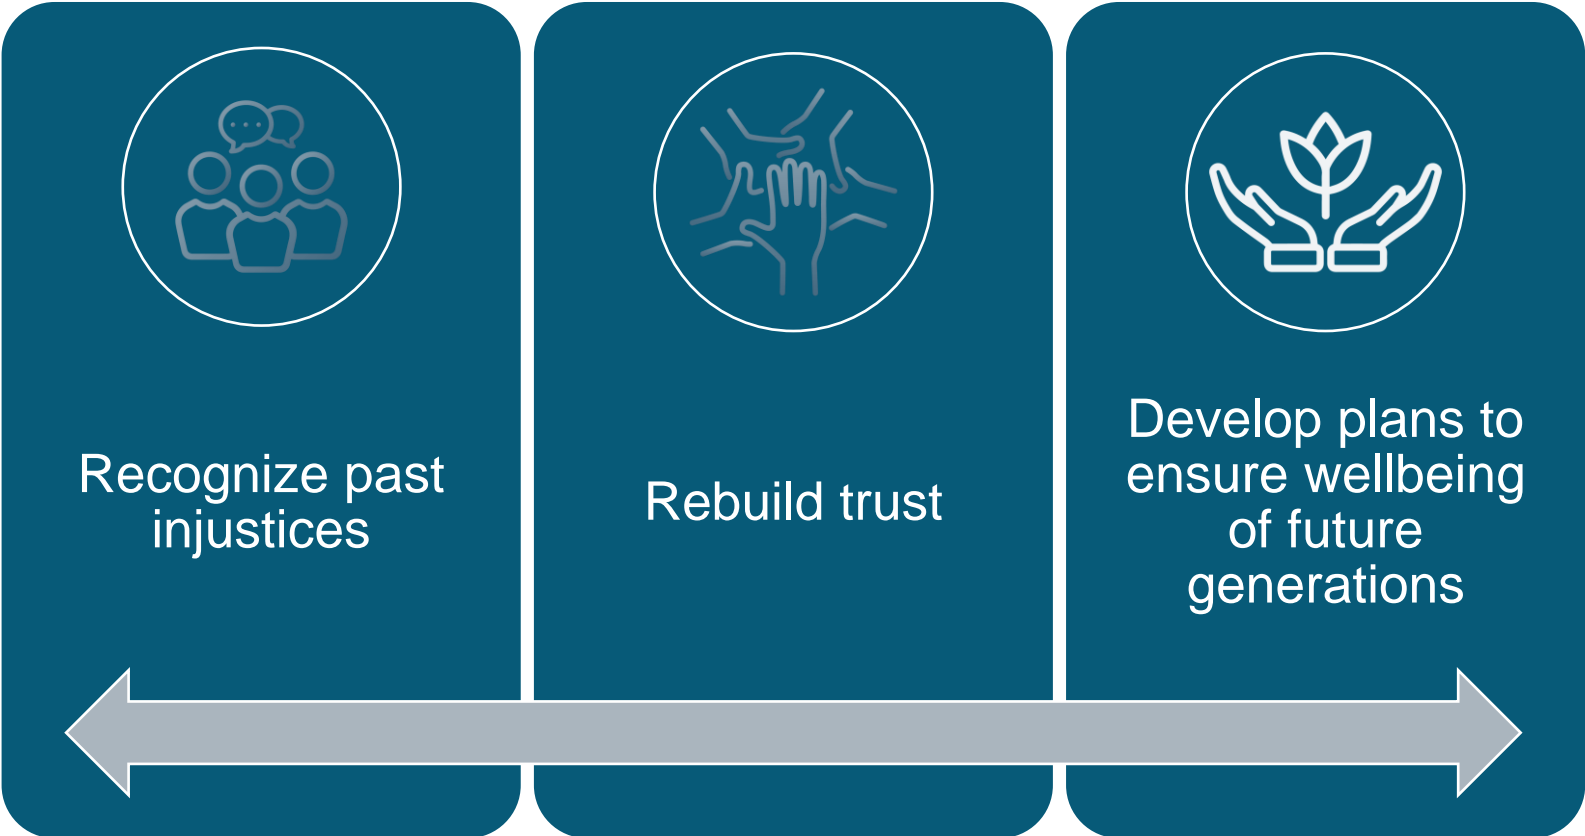 Recognize past
injustices
Rebuild trust
Develop plans to
ensure wellbeing
of future
generations